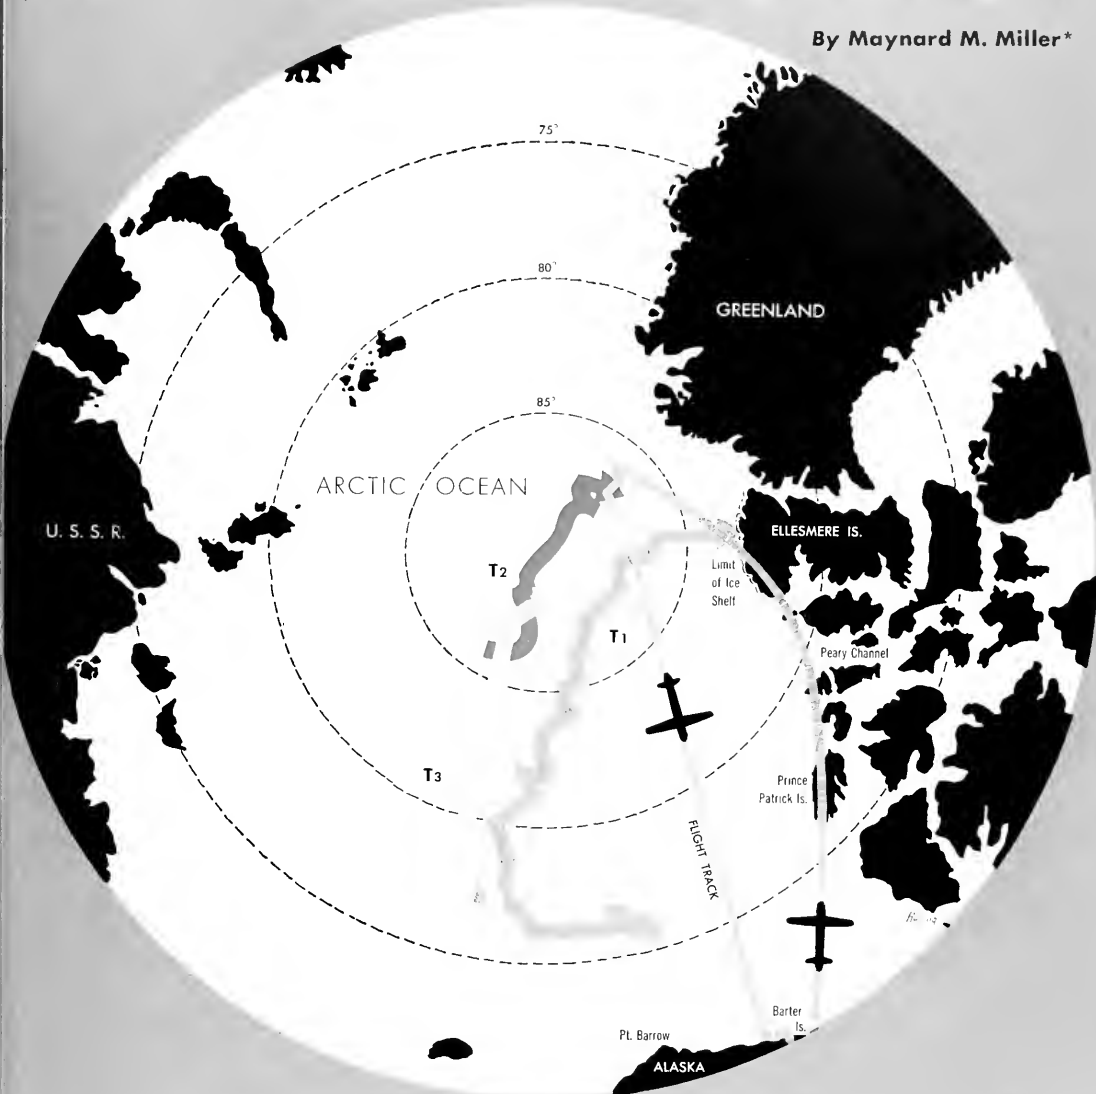 By Maynard M. Miller*
75°
80°
GREENLAND
85°
ARCTIC OCEAN
U. S. S. R.
ELLESMERE IS.
T2
Limit
of Ice
Shelf
T1
Peary Channel
T3
Prince
Patrick Is.
FLIGHT TRACK
Barter
Is.
Pt. Barrow
ALASKA